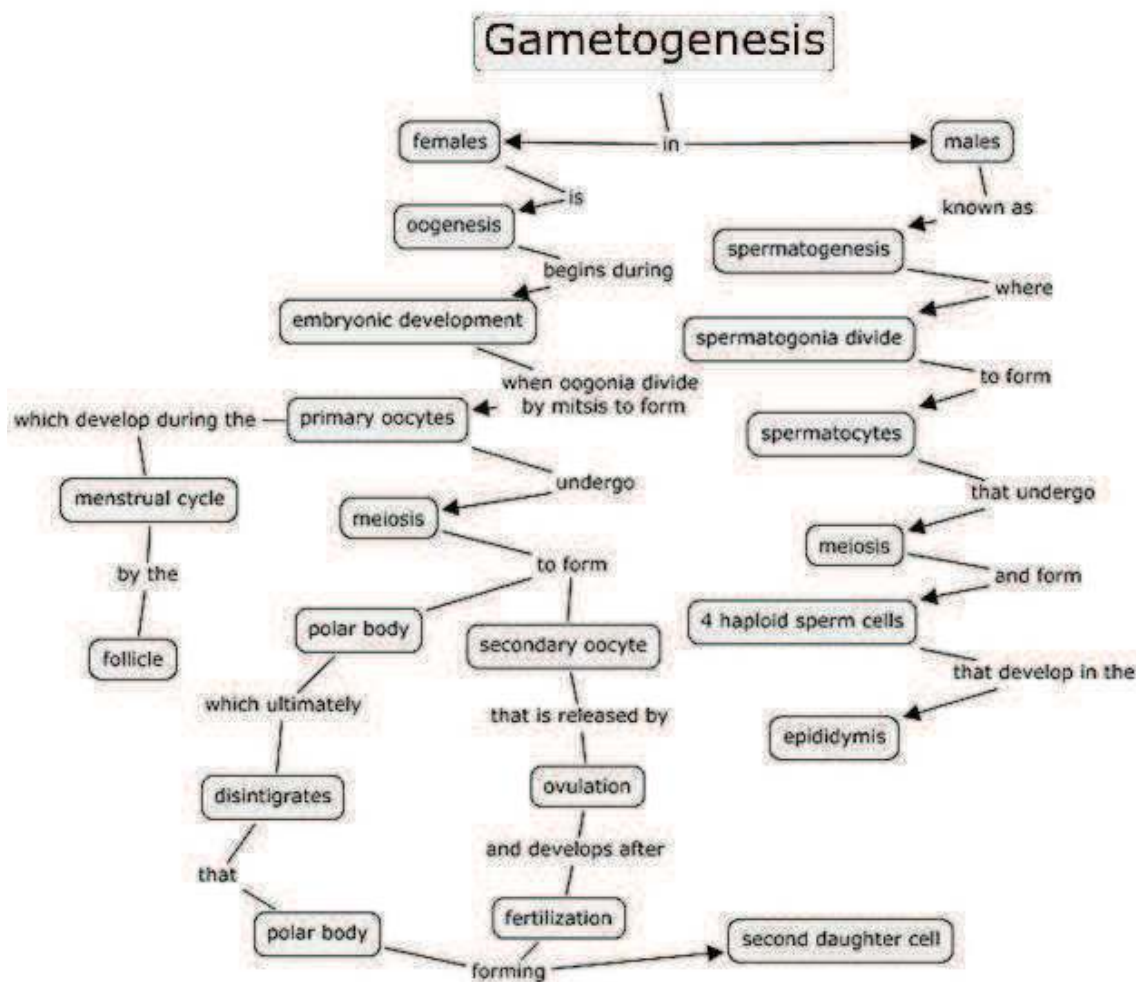 Gametogenesis
females
in
males
is
known as
oogenesis
spermatogenesis
begins during
where
embryonic development
spermatogonia divide
when oogonia divide
by mitsis to form
to form
which develop during the
primary oocytes
spermatocytes
undergo
that undergo
menstrual cycle
meiosis
meiosis
by the
to form
and form
polar body
4 haploid sperm cells
follicle
secondary oocyte
that develop in the
which ultimately
that is released by
epididymis
disintigrates
ovulation
that
and develops after
polar body
fertilization
second daughter cell
forming